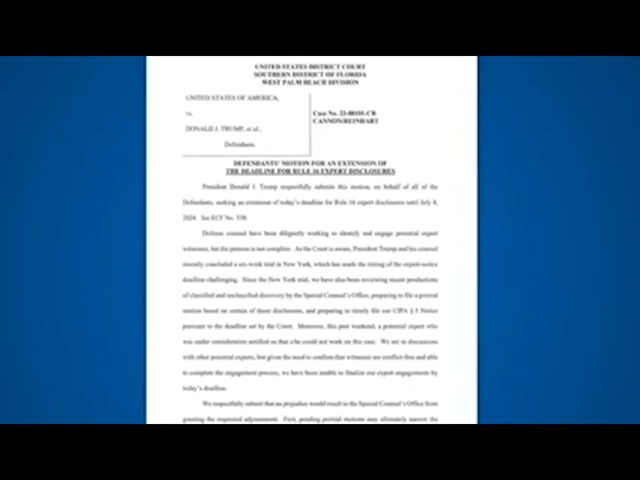 UNITED STATES DISTRICT COURT
SOUTHERN DISTRICT OF FLORIDA
WEST PALM BEACH DIVISION
UNITED STATES OF AMERICA,
vs.
DONALD J. TRUMP, et al.,
Defendants.
Case No. 23-80101-CR
CANNON/REINHART
DEFENDANTS' MOTION FOR AN EXTENSION OF
THE DEADLINE FOR RULE 16 EXPERT DISCLOSURES
President Donald J. Trump respectfully submits this motion, on behalf of all of the
Defendants, seeking an extension of today's deadline for Rule 16 expert disclosures until July 8,
2024. See ECF No. 530.
Defense counsel have been diligently working to identify and engage potential expert
witnesses, but the process is not complete. As the Court is aware, President Trump and his counsel
recently concluded a six-week trial in New York, which has made the timing of the expert-notice
deadline challenging. Since the New York trial, we have also been reviewing recent productions
of classified and unclassified discovery by the Special Counsel's Office, preparing to file a pretrial
motion based on certain of those disclosures, and preparing to timely file our CIPA § 5 Notice
pursuant to the deadline set by the Court. Moreover, this past weekend, a potential expert who
was under consideration notified us that s/he could not work on this case. We are in discussions
with other potential experts, but given the need to confirm that witnesses are conflict-free and able
to complete the engagement process, we have been unable to finalize our expert engagements by
today's deadline.
We respectfully submit that no prejudice would result to the Special Counsel's Office from
granting the requested adjournment. First, pending pretrial motions may ultimately narrow the